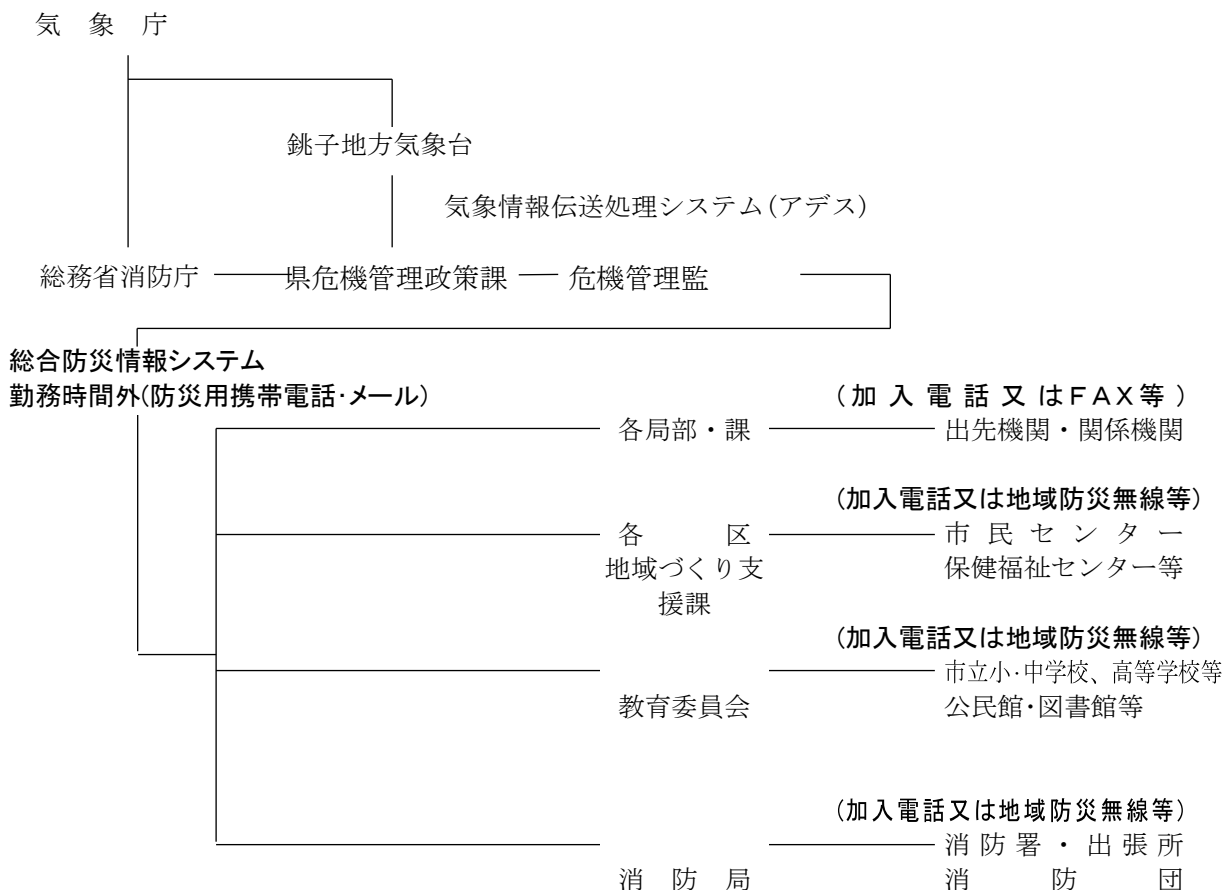 気象庁
銚子地方気象台
気象情報伝送処理システム(アデス)
総務省消防庁 県危機管理政策課 危機管理監
総合防災情報システム
勤務時間外(防災用携帯電話・メール)
(加入電話又はFAX等)
各局部・課 出先機関・関係機関
(加入電話又は地域防災無線等)
各区 市民センター
地域づくり支 保健福祉センター等
援課
(加入電話又は地域防災無線等)
市立小・中学校、高等学校等
教育委員会 公民館・図書館等
(加入電話又は地域防災無線等)
消防署・出張所
消防局 消防団